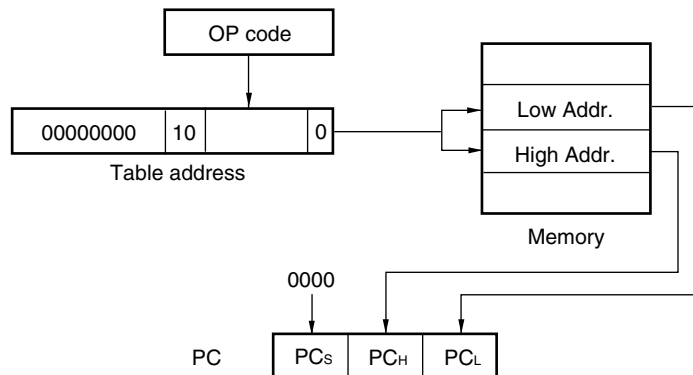 OP code
00000000 10 0
Table address
Low Addr.
High Addr.
Memory
0000
PC PCS PCH PCL